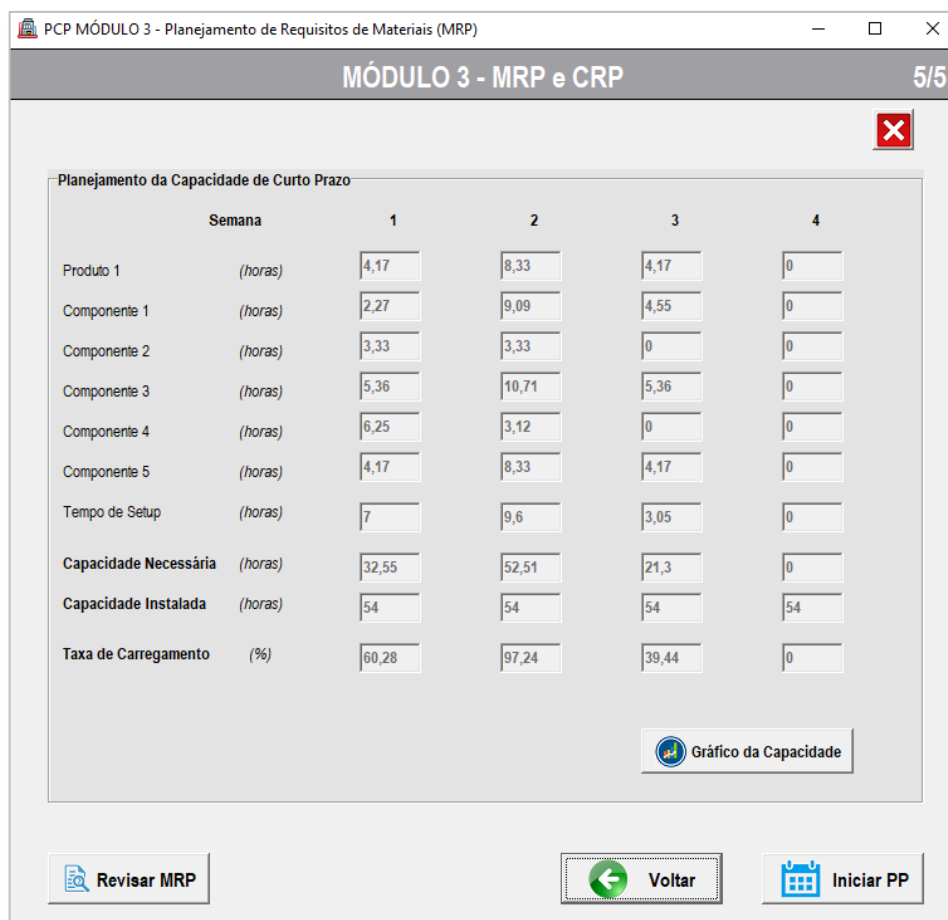 PCP MÓDULO 3 - Planejamento de Requisitos de Materiais (MRP)
MÓDULO 3 - MRP e CRP 5/5
Planejamento da Capacidade de Curto Prazo
Semana 1 2 3 4
Produto 1 (horas) 4,17 8,33 4,17 0
Componente 1 (horas) 2,27 9,09 4,55 0
Componente 2 (horas) 3,33 3,33 0 0
Componente 3 (horas) 5,36 10,71 5,36 0
Componente 4 (horas) 6,25 3,12 0 0
Componente 5 (horas) 4,17 8,33 4,17 0
Tempo de Setup (horas) 7 9,6 3,05 0
Capacidade Necessária (horas) 32,55 52,51 21,3 0
Capacidade Instalada (horas) 54 54 54 54
Taxa de Carregamento (%) 60,28 97,24 39,44 0
Gráfico da Capacidade
Revisar MRP Voltar Iniciar PP